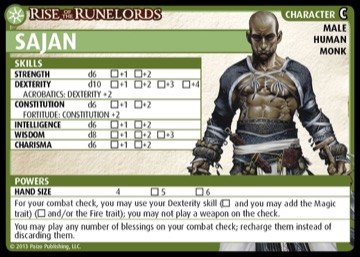 RISE OF THE RUNELORDS
CHARACTER C
SAJAN
MALE
HUMAN
MONK
SKILLS
STRENGTH d6 □+1 □+2
DEXTERITY d10 □+1 □+2 □+3 □+4
ACROBATICS: DEXTERITY +2
CONSTITUTION d6 □+1 □+2
FORTITUDE: CONSTITUTION +2
INTELLIGENCE d6 □+1 □+2
WISDOM d8 □+1 □+2 □+3
CHARISMA d6 □+1 □+2
POWERS
HAND SIZE 4 □5 □6
For your combat check, you may use your Dexterity skill (□ and you may add the Magic
trait) (□ and/or the Fire trait); you may not play a weapon on the check.
You may play any number of blessings on your combat check; recharge them instead of
discarding them.
© 2013 Paizo Publishing, LLC.